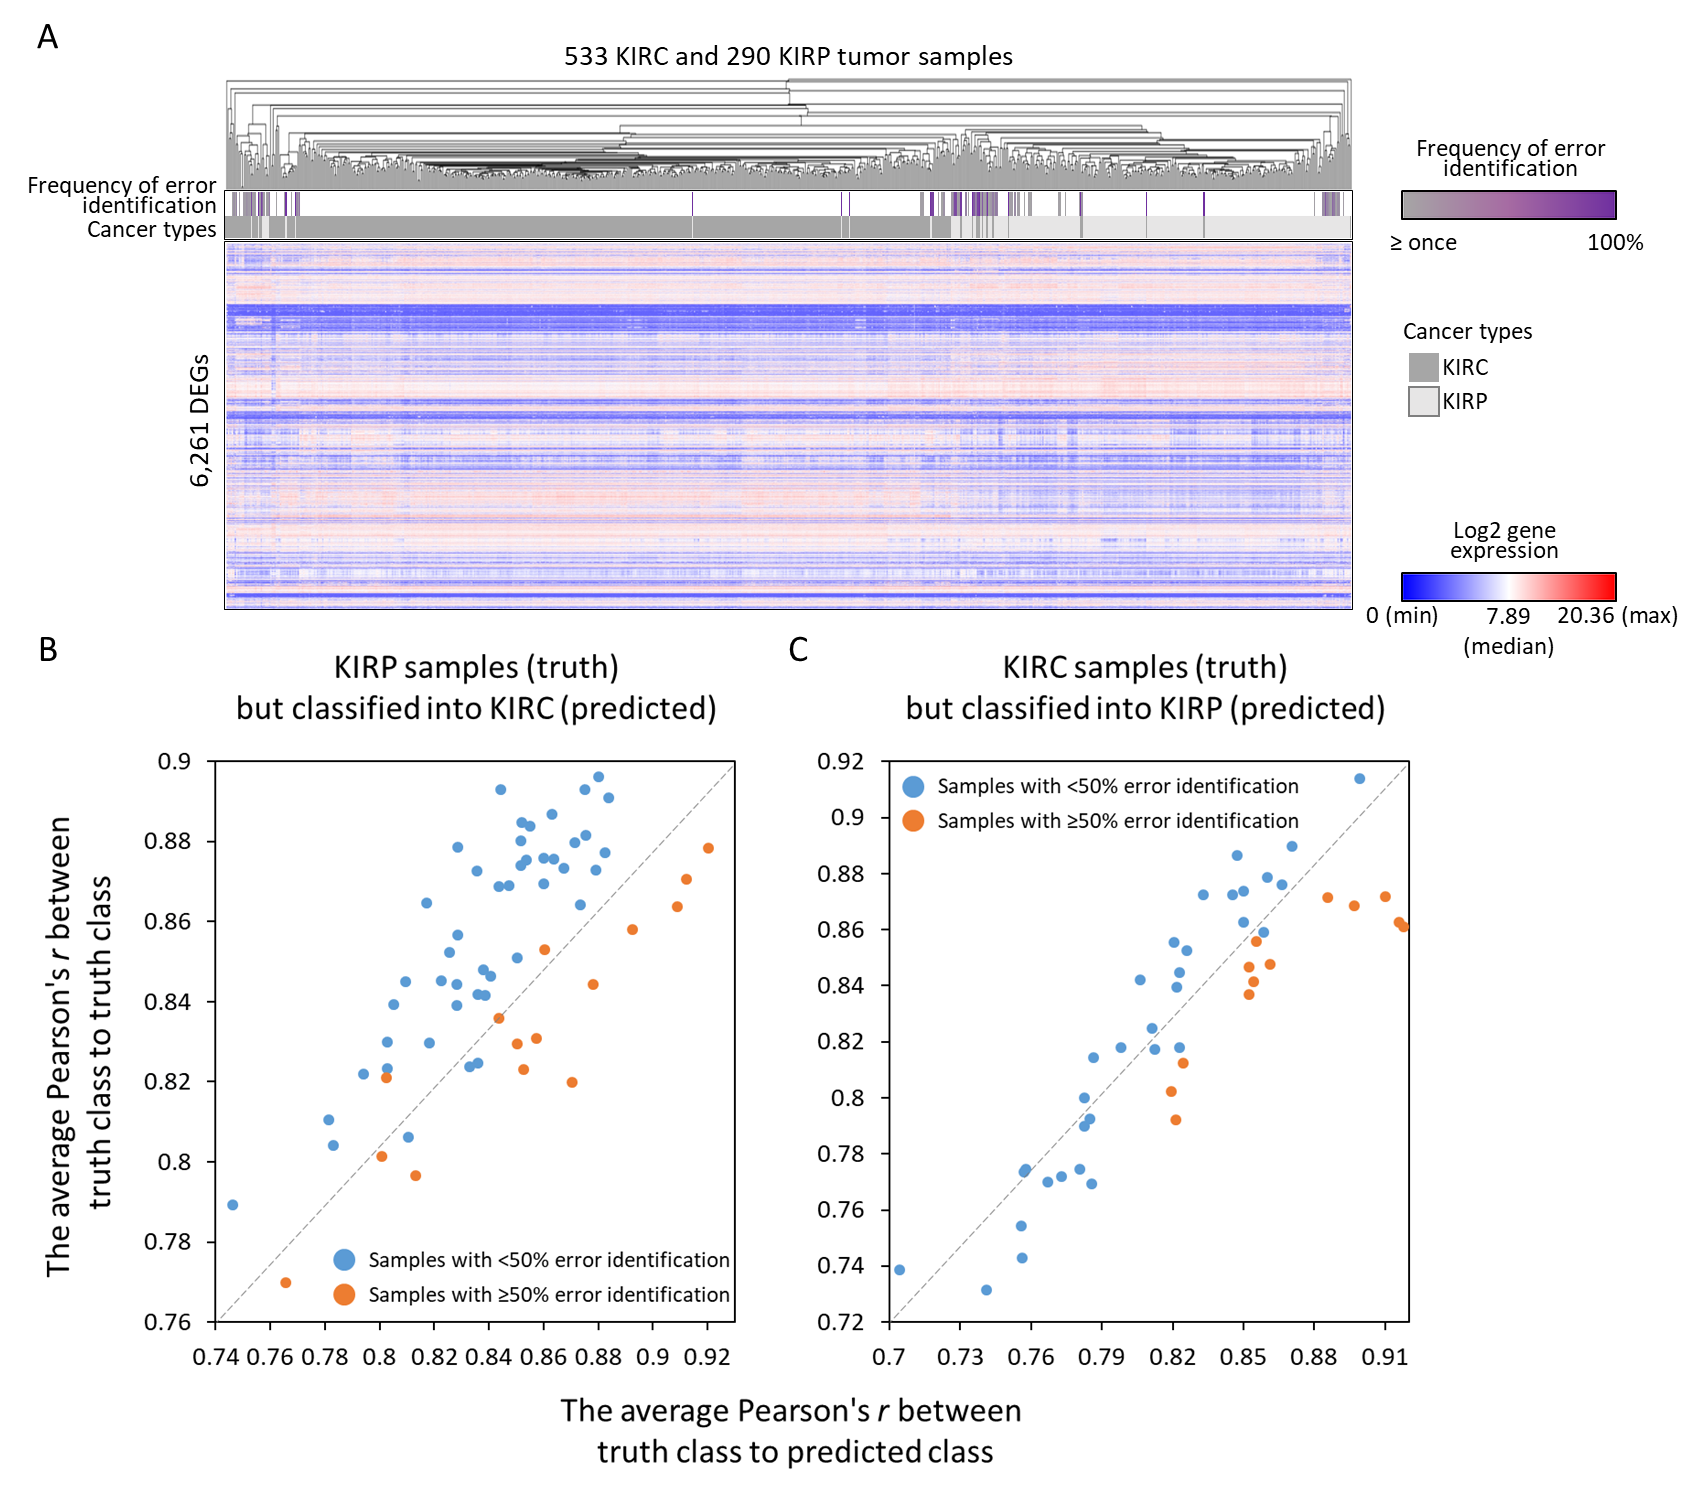 A
533 KIRC and 290 KIRP tumor samples
Frequency of error
identification
Cancer types
6,261 DEGs
Frequency of error
identification
≥ once 100%
Cancer types
KIRC
KIRP
Log2 gene
expression
0 (min) 7.89 20.36 (max)
(median)
B
KIRP samples (truth)
but classified into KIRC (predicted)
The average Pearson's r between
truth class to truth class
0.9
0.88
0.86
0.84
0.82
0.8
0.78
0.76
Samples with <50% error identification
Samples with ≥50% error identification
0.74 0.76 0.78 0.8 0.82 0.84 0.86 0.88 0.9 0.92
C
KIRC samples (truth)
but classified into KIRP (predicted)
0.92
0.9
0.88
0.86
0.84
0.82
0.8
0.78
0.76
0.74
0.72
Samples with <50% error identification
Samples with ≥50% error identification
0.7 0.73 0.76 0.79 0.82 0.85 0.88 0.91
The average Pearson's r between
truth class to predicted class